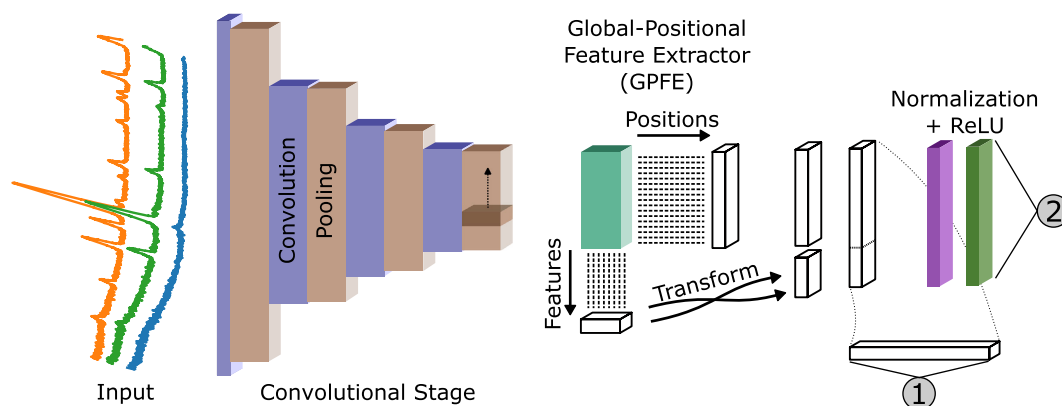 Global-Positional
Feature Extractor
(GPFE)
Positions
Normalization
+ ReLU
Convolution
Pooling
Features
Transform
2
1
Input
Convolutional Stage